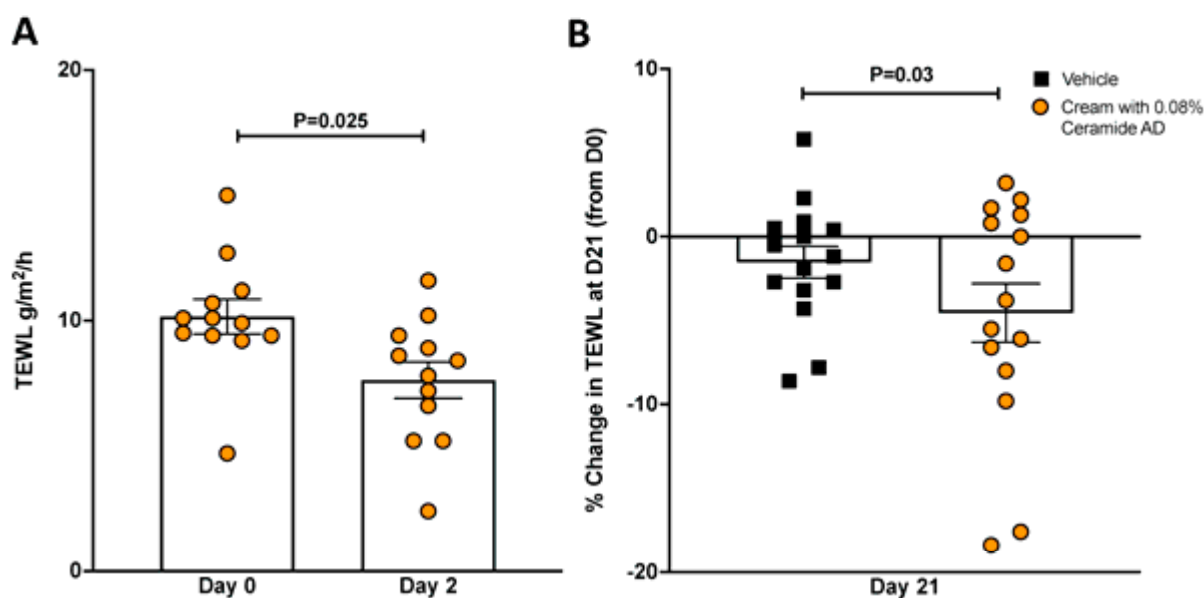 A
TEWL g/m²/h
20
10
0
P=0.025
Day 0
Day 2
B
% Change in TEWL at D21 (from D0)
10
0
-10
-20
P=0.03
Vehicle
Cream with 0.08%
Ceramide AD
Day 21